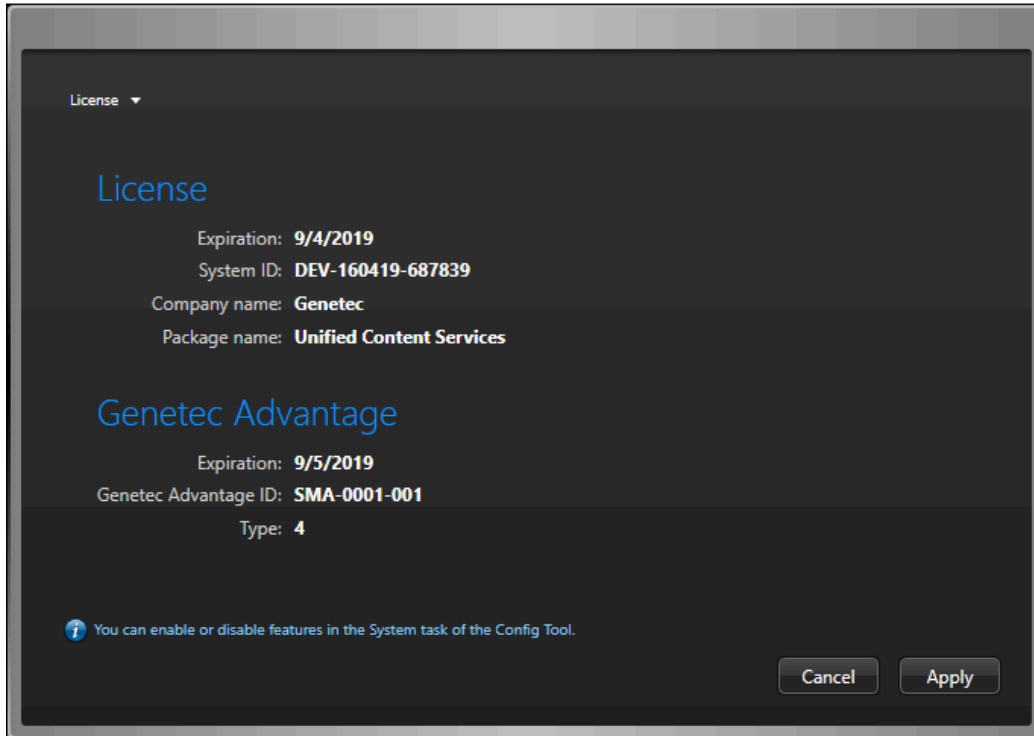 License
License
Expiration: 9/4/2019
System ID: DEV-160419-687839
Company name: Genetec
Package name: Unified Content Services
Genetec Advantage
Expiration: 9/5/2019
Genetec Advantage ID: SMA-0001-001
Type: 4
You can enable or disable features in the System task of the Config Tool.
Cancel Apply